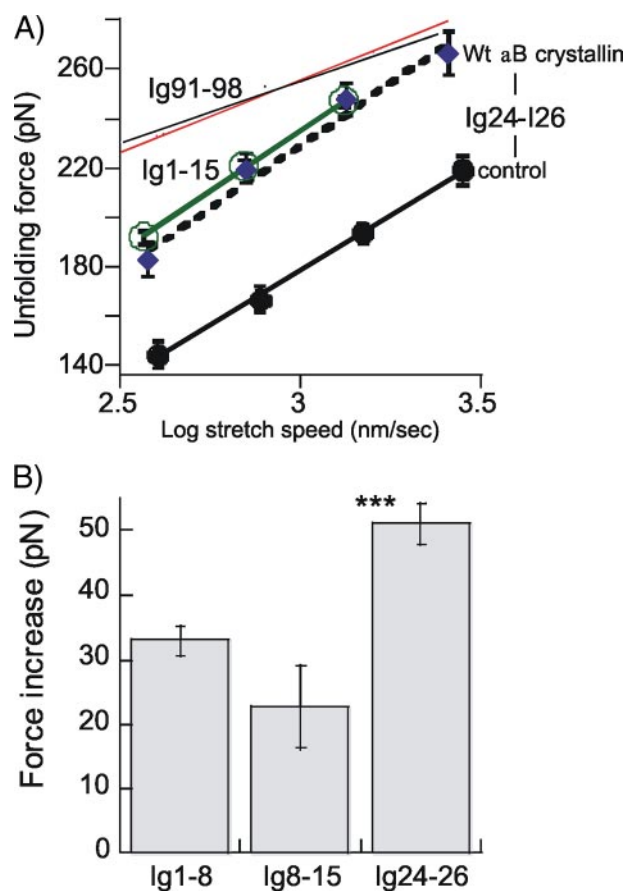 A)
Unfolding force (pN)
260
220
180
140
Ig91-98
Ig1-15
Wt aB crystallin
Ig24-I26
control
2.5
3
3.5
Log stretch speed (nm/sec)
B)
Force increase (pN)
50
40
30
20
10
0
***
Ig1-8
Ig8-15
Ig24-26